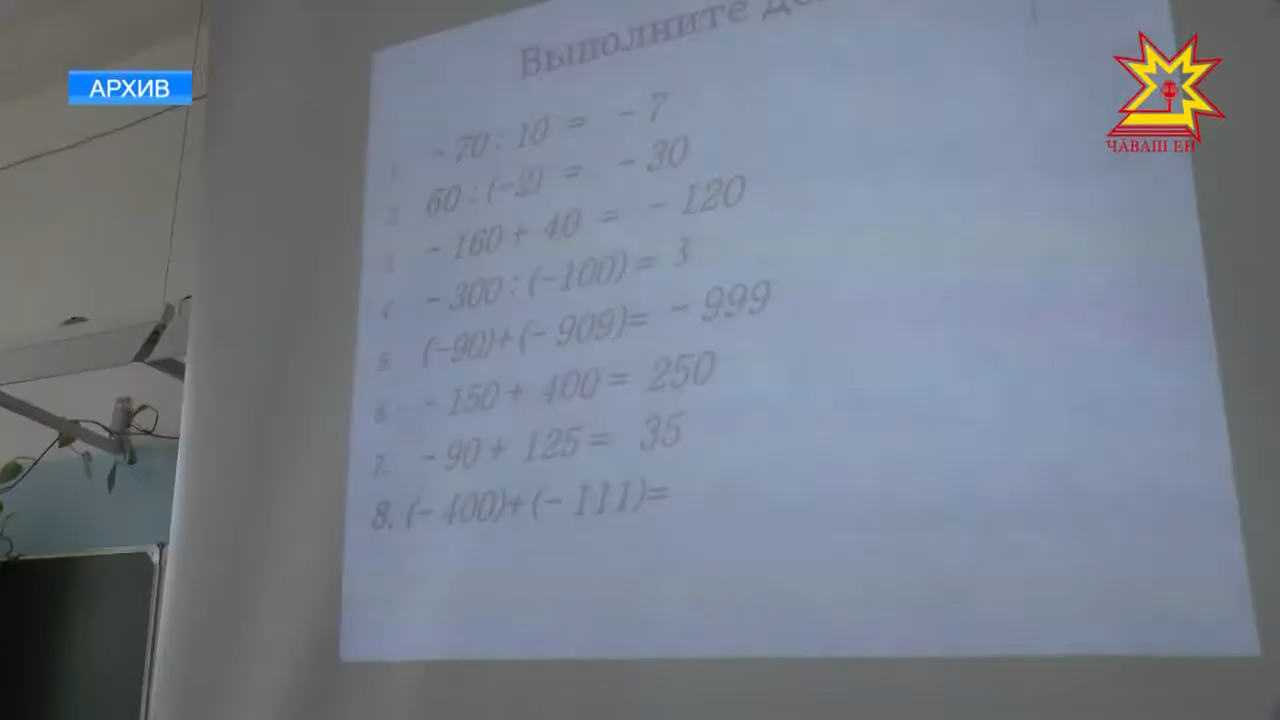 АРХИВ
ЧĂВАШ ЕН
Выполните
1. - 70 : 10 = - 7
2. 60 : (-2) = - 30
3. - 160 + 40 = - 120
4. - 300 : (-100) = 3
5. (-90)+(- 909)= - 999
6. - 150 + 400 = 250
7. - 90 + 125 = 35
8. (- 400)+(- 111)=